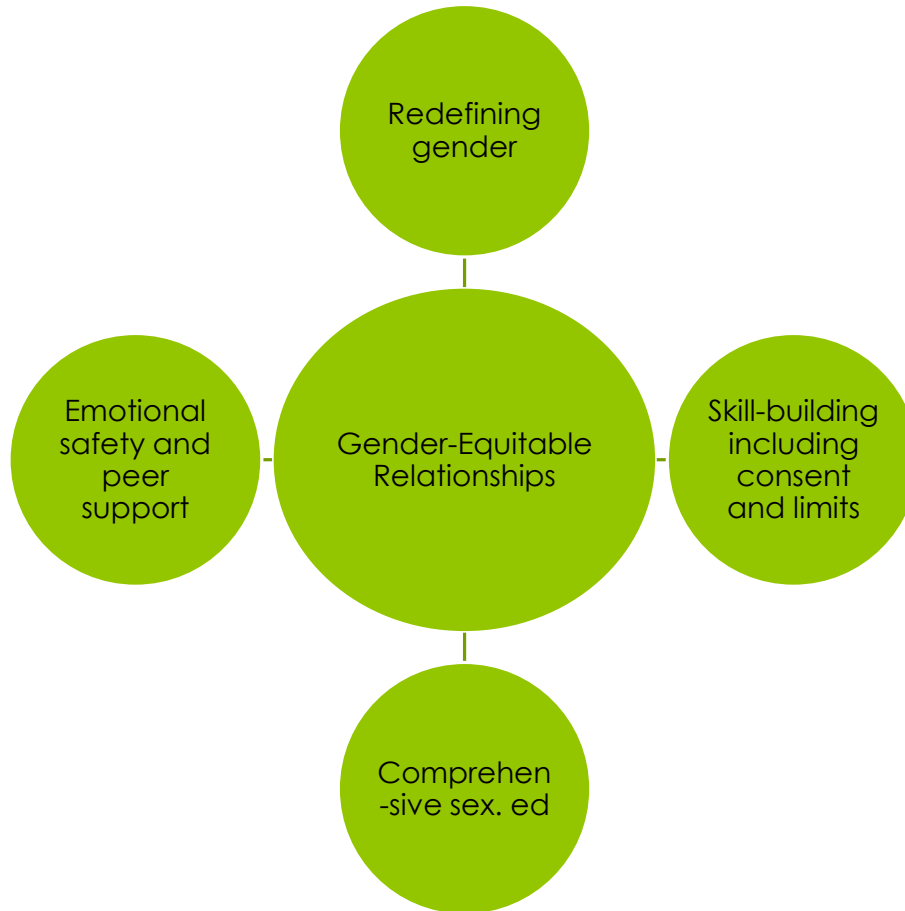 Redefining
gender
Emotional
safety and
peer
support
Gender-Equitable
Relationships
Skill-building
including
consent
and limits
Comprehen
-sive sex. ed